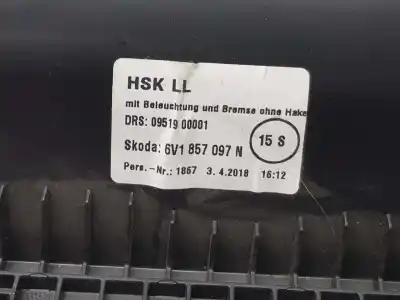 HSK LL
mit Beleuchtung und Bremse ohne Hake
DRS: 09519 00001
15 S
Skoda: 6V1 857 097 N
Pers.-Nr.: 1867 3. 4.2018 16:12